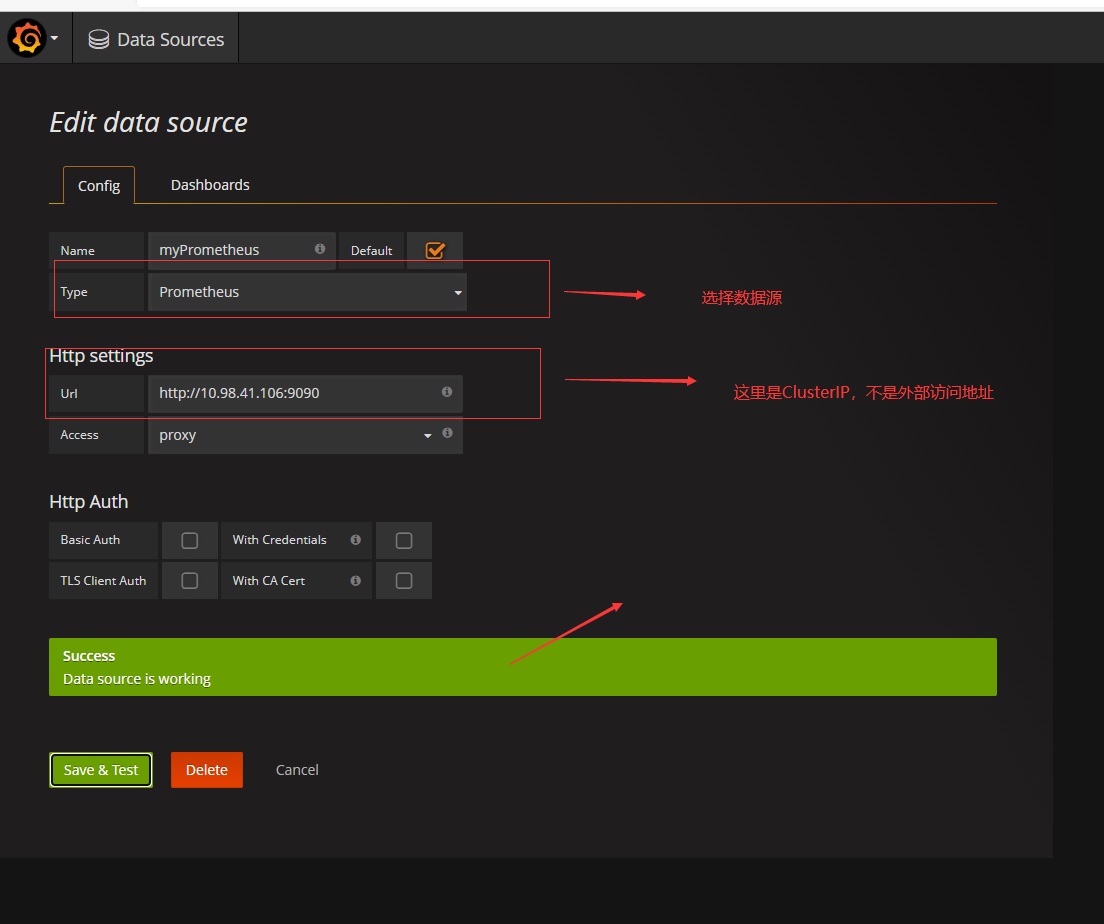 Data Sources
Edit data source
Config Dashboards
Name myPrometheus Default
Type Prometheus 选择数据源
Http settings
Url http://10.98.41.106:9090 这里是ClusterIP，不是外部访问地址
Access proxy
Http Auth
Basic Auth With Credentials
TLS Client Auth With CA Cert
Success
Data source is working
Save & Test Delete Cancel